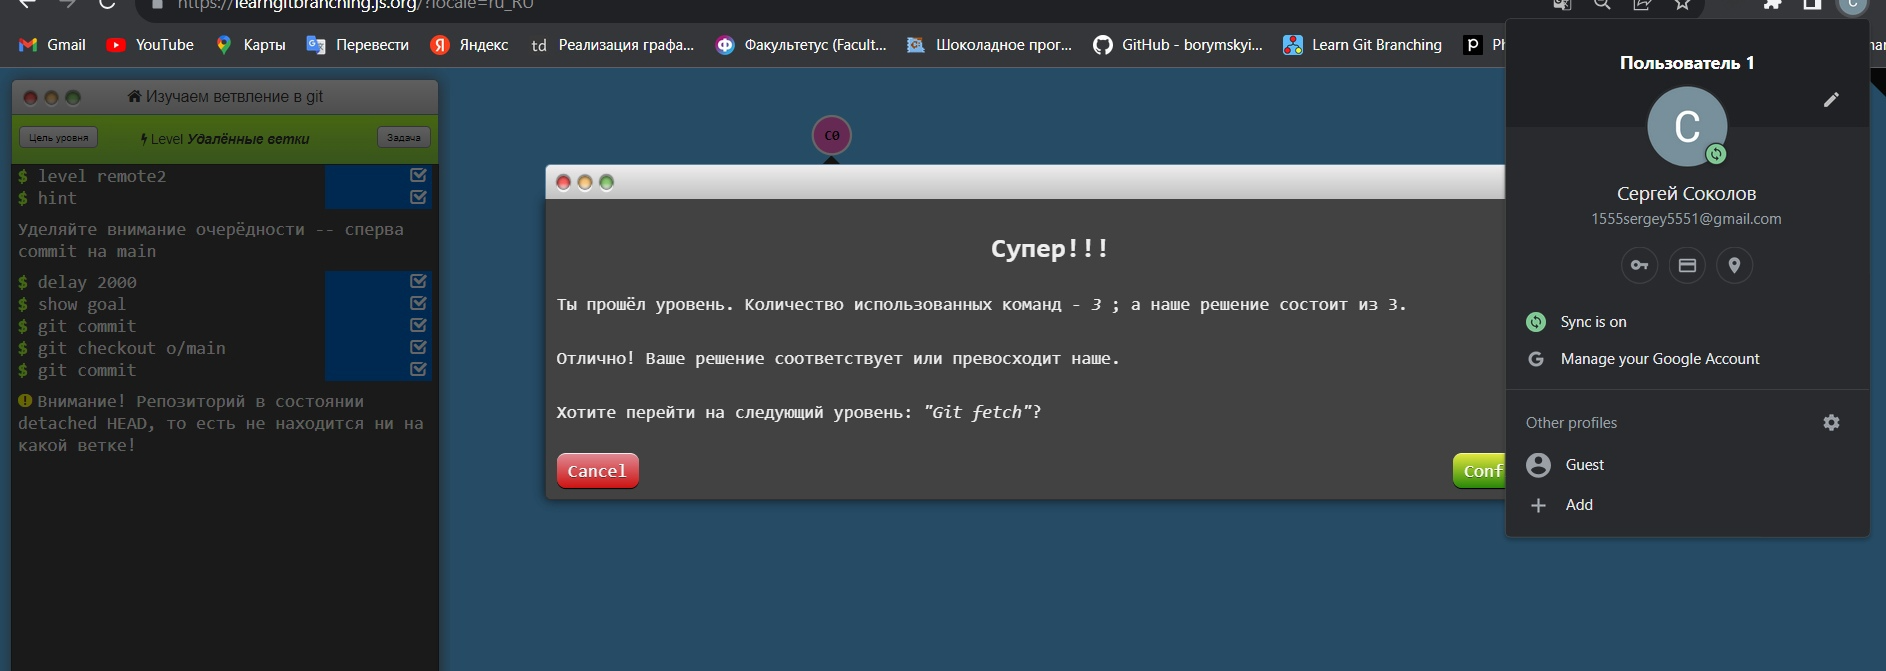 https://learngitbranching.js.org/?locale=ru_RU
Gmail YouTube Карты Перевести Яндекс td Реализация графа... Факультетус (Facult... Шоколадное прог... GitHub - borymskyi... Learn Git Branching
Изучаем ветвление в git
Цель уровня Level Удалённые ветки Задача
$ level remote2
$ hint
Уделяйте внимание очерёдности -- сперва
commit на main
$ delay 2000
$ show goal
$ git commit
$ git checkout o/main
$ git commit
Внимание! Репозиторий в состоянии
detached HEAD, то есть не находится ни на
какой ветке!
C0
Супер!!!
Ты прошёл уровень. Количество использованных команд - 3 ; а наше решение состоит из 3.
Отлично! Ваше решение соответствует или превосходит наше.
Хотите перейти на следующий уровень: "Git fetch"?
Cancel
Conf
Пользователь 1
C
Сергей Соколов
1555sergey5551@gmail.com
Sync is on
Manage your Google Account
Other profiles
Guest
Add